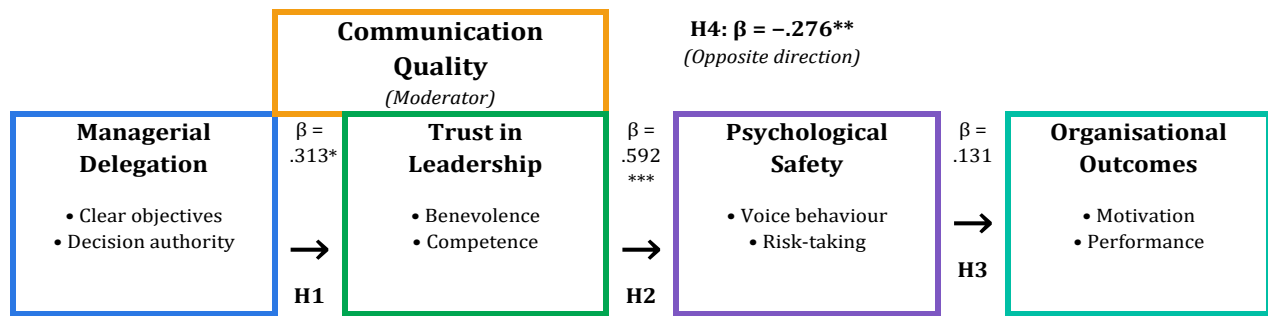 Communication
Quality
(Moderator)
H4: β = −.276**
(Opposite direction)
Managerial
Delegation
• Clear objectives
• Decision authority
β =
.313*
→
H1
Trust in
Leadership
• Benevolence
• Competence
β =
.592
***
→
H2
Psychological
Safety
• Voice behaviour
• Risk-taking
β =
.131
→
H3
Organisational
Outcomes
• Motivation
• Performance